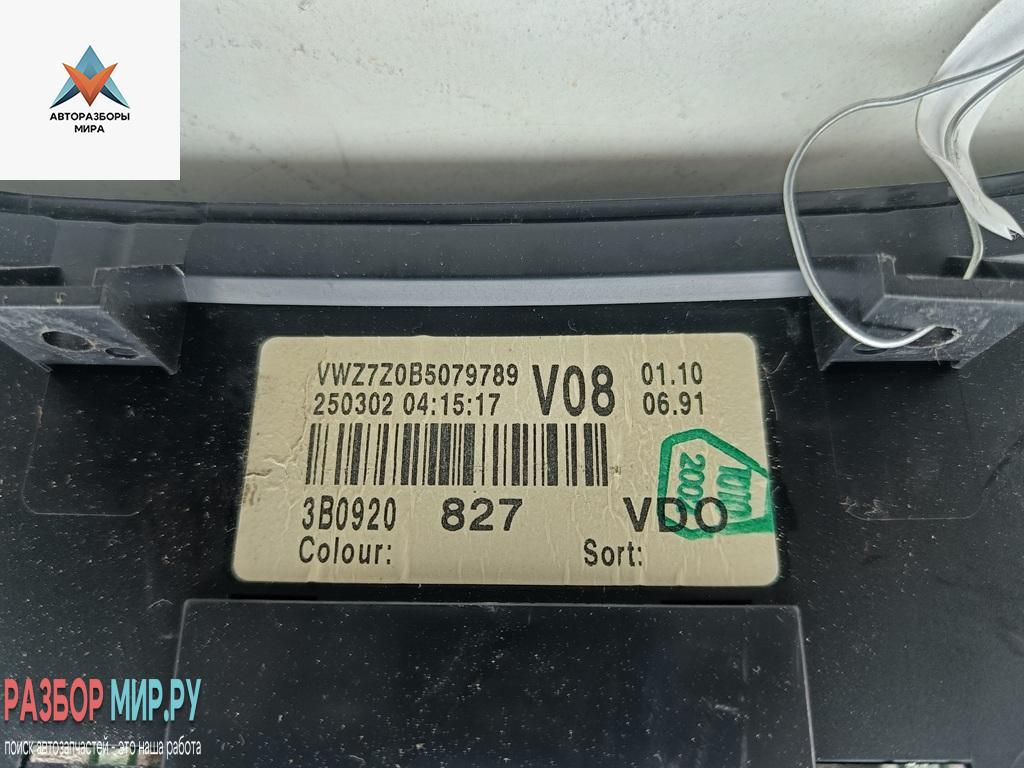 АВТОРАЗБОРЫ
МИРА
VWZ7Z0B5079789 V08 01.10
250302 04:15:17 06.91
2002
3B0920 827 VDO
Colour: Sort:
РАЗБОР МИР.РУ
поиск автозапчастей - это наша работа